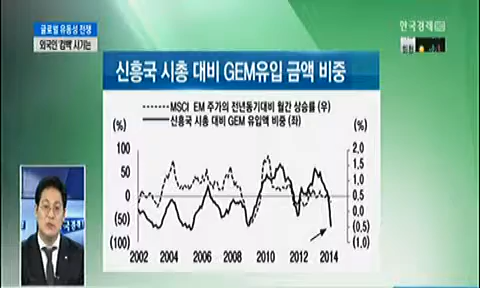 글로벌 유동성 전쟁
외국인 '컴백' 시기는
한국경제
신흥국 시총 대비 GEM유입 금액 비중
MSCI EM 주가의 전년동기대비 월간 상승률 (우)
신흥국 시총 대비 GEM 유입액 비중 (좌)
(%) (%)
100 2.0
1.5
50 1.0
0 0.5
0.0
(50) (0.5)
(100) (1.0)
2002 2004 2006 2008 2010 2012 2014